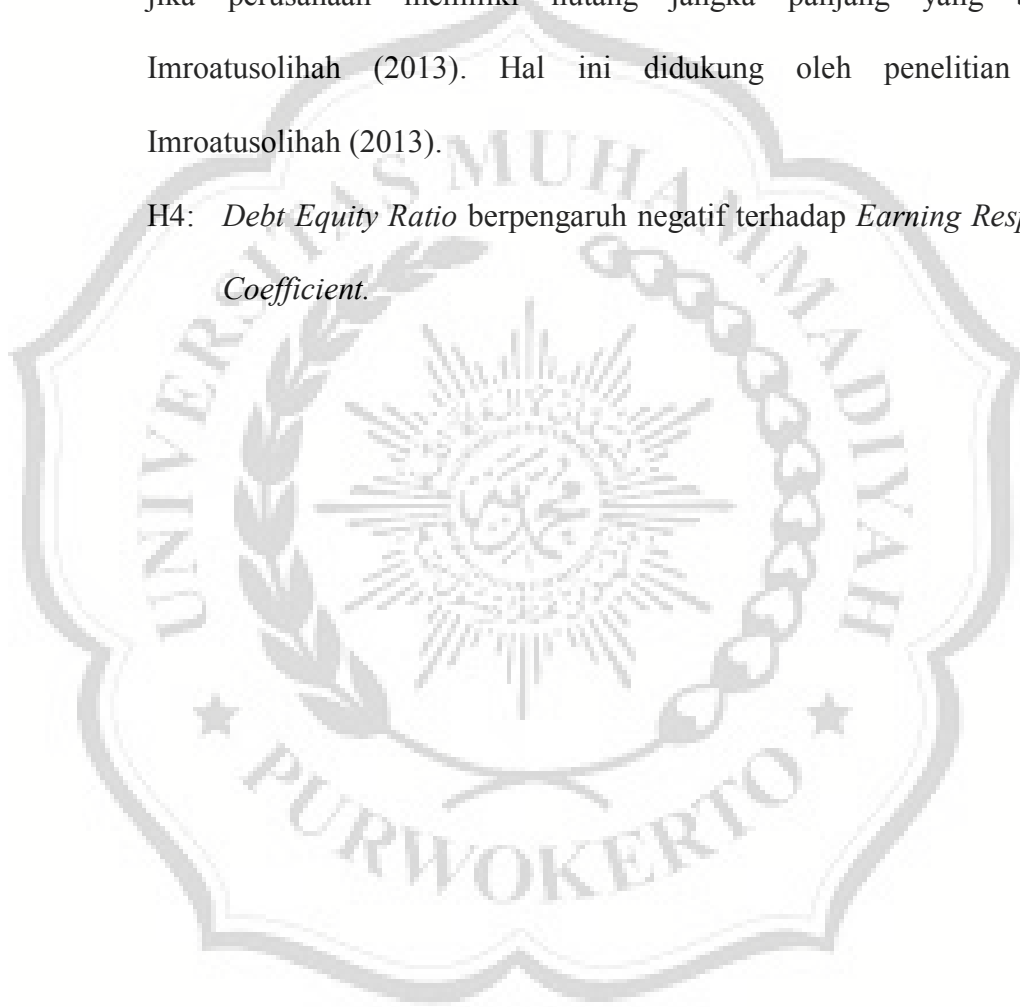 jika perusahaan memiliki hutang jangka panjang yang
Imroatusolihah (2013). Hal ini didukung oleh penelitian
Imroatusolihah (2013).
H4: Debt Equity Ratio berpengaruh negatif terhadap Earning
Coefficient.
UNIVERSITAS MUHAMMADIYAH
PURWOKERTO